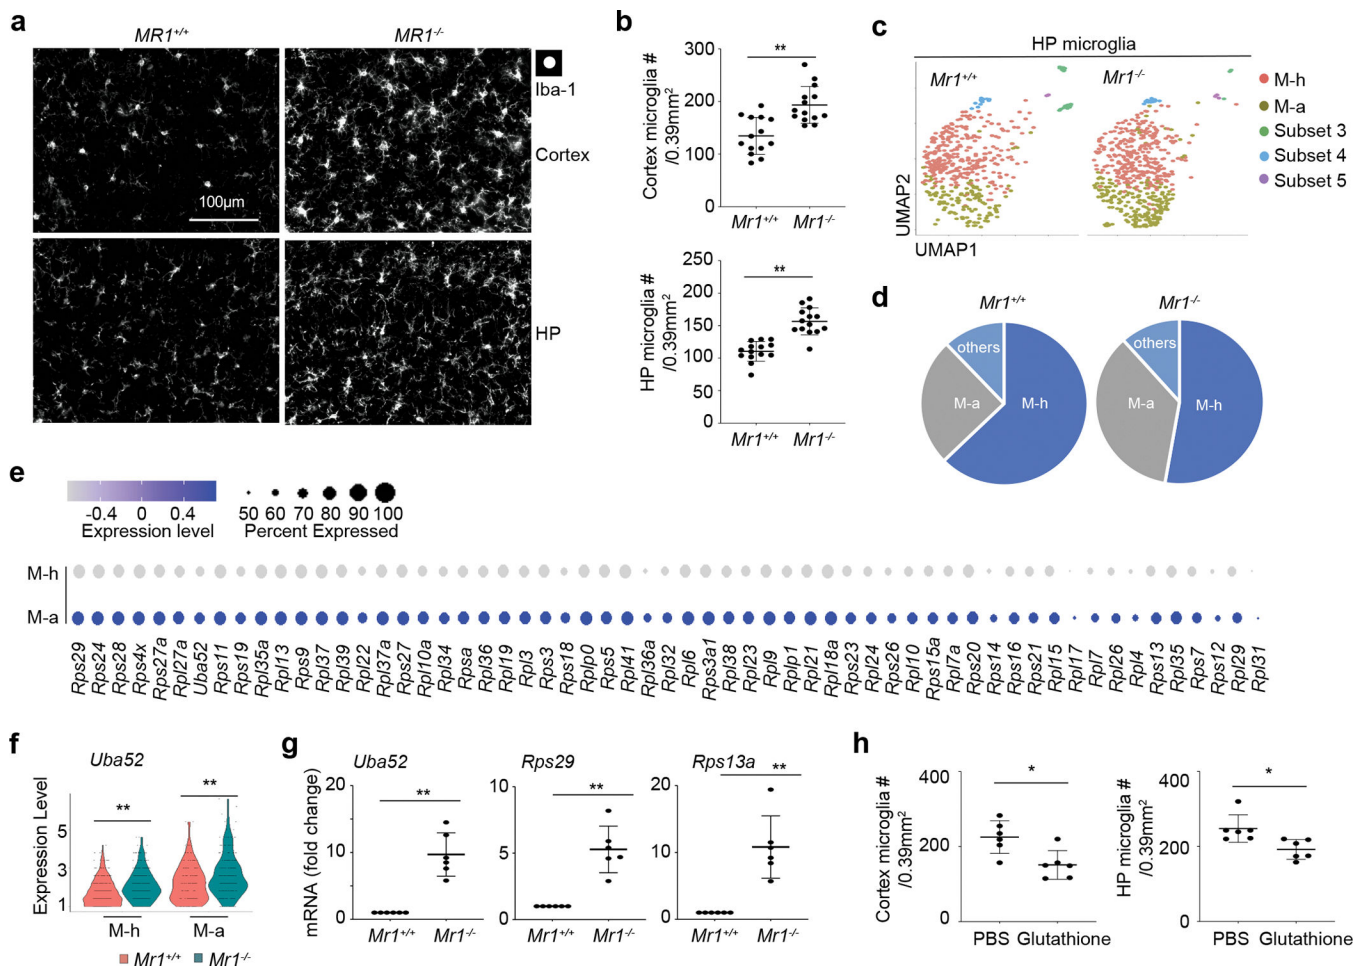 a
MR1+/+
MR1-/-
Iba-1
Cortex
100μm
HP
b
300
200
100
0
Cortex microglia #
/0.39mm²
**
Mr1+/+
Mr1-/-
250
200
150
100
50
0
HP microglia #
/0.39mm²
**
Mr1+/+
Mr1-/-
c
HP microglia
Mr1+/+
Mr1-/-
UMAP2
UMAP1
M-h
M-a
Subset 3
Subset 4
Subset 5
d
Mr1+/+
Mr1-/-
others
M-a
M-h
others
M-a
M-h
e
-0.4 0 0.4
Expression level
50 60 70 80 90 100
Percent Expressed
M-h
M-a
Rps29
Rps24
Rps28
Rps4x
Rps27a
Rpl27a
Uba52
Rps11
Rps19
Rpl35a
Rpl13
Rps9
Rpl37
Rpl39
Rpl22
Rpl37a
Rps27
Rpl10a
Rpsa
Rpl36
Rpl19
Rpl3
Rps3
Rps18
Rplp0
Rps5
Rpl41
Rpl36a
Rpl32
Rpl6
Rps3a1
Rpl38
Rpl23
Rpl9
Rplp1
Rpl21
Rpl18a
Rps23
Rpl24
Rps26
Rpl10
Rps15a
Rpl7a
Rps20
Rps14
Rps16
Rps21
Rpl15
Rpl17
Rpl7
Rpl26
Rpl4
Rps13
Rpl35
Rps7
Rps12
Rpl29
Rpl31
f
Uba52
Expression Level
5
3
1
**
**
M-h
M-a
Mr1+/+
Mr1-/-
g
mRNA (fold change)
Uba52
20
10
0
**
Mr1+/+
Mr1-/-
Rps29
10
5
0
**
Mr1+/+
Mr1-/-
Rps13a
20
10
0
**
Mr1+/+
Mr1-/-
h
Cortex microglia #
/0.39mm²
400
200
0
*
PBS Glutathione
HP microglia #
/0.39mm²
400
200
0
*
PBS Glutathione